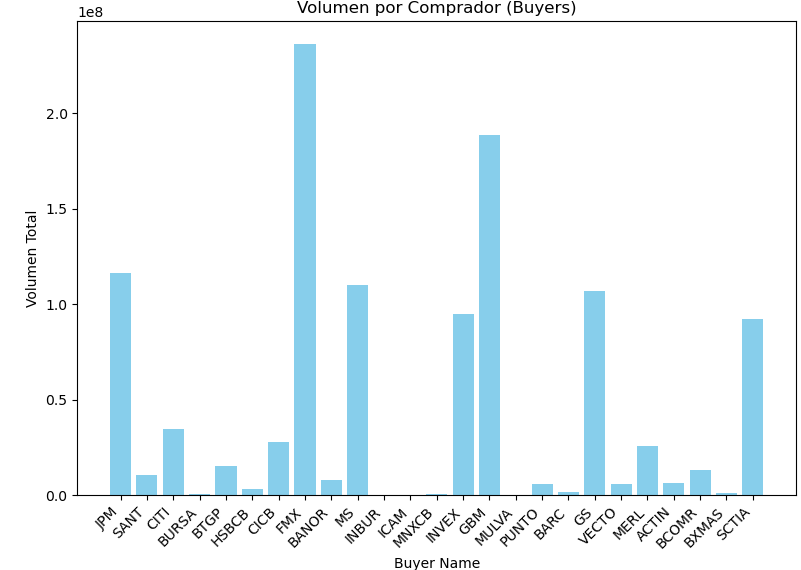 Volumen por Comprador (Buyers)
1e8
2.0
1.5
1.0
0.5
0.0
Volumen Total
JPM
SANT
CITI
BURSA
BTGP
HSBCB
CICB
FMX
BANOR
MS
INBUR
ICAM
MNXCB
INVEX
GBM
MULVA
PUNTO
BARC
GS
VECTO
MERL
ACTIN
BCOMR
BXMAS
SCTIA
Buyer Name